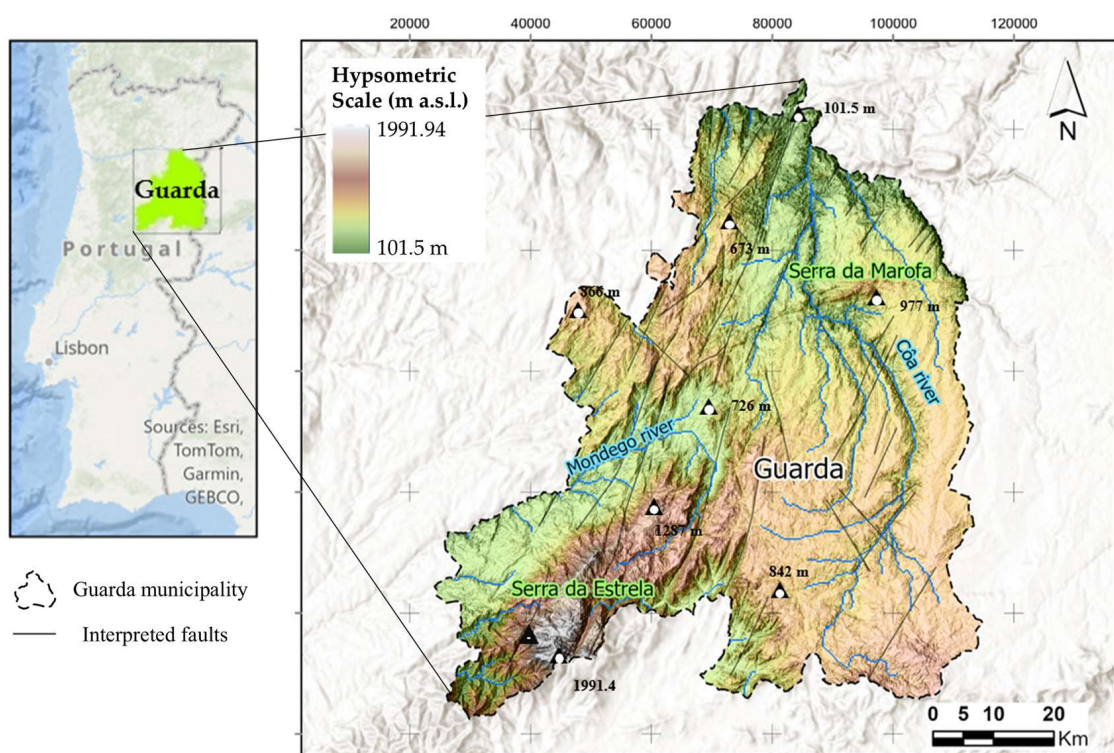 20000
40000
60000
80000
100000
120000
Hypsometric
Scale (m a.s.l.)
1991.94
101.5 m
N
Guarda
Portugal
Lisbon
Sources: Esri,
TomTom,
Garmin,
GEBCO,
Guarda municipality
Interpreted faults
101.5 m
673 m
Serra da Marofa
866 m
977 m
Côa river
726 m
Mondego river
Guarda
1287 m
842 m
Serra da Estrela
1991.4
0 5 10 20
Km